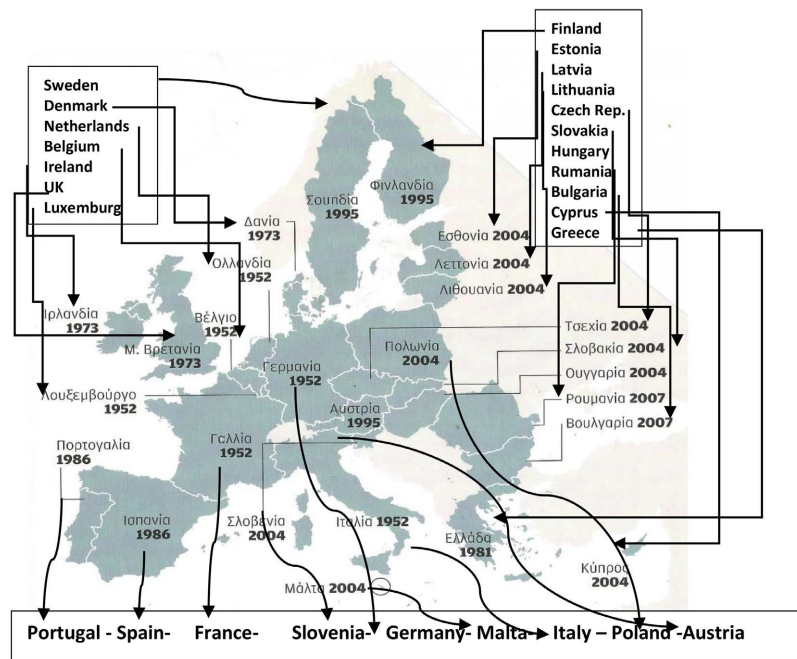 Sweden
Denmark
Netherlands
Belgium
Ireland
UK
Luxemburg
Finland
Estonia
Latvia
Lithuania
Czech Rep.
Slovakia
Hungary
Rumania
Bulgaria
Cyprus
Greece
Σουηδία
1995
Φινλανδία
1995
Δανία
1973
Εσθονία 2004
Ολλανδία
1952
Λεττονία 2004
Λιθουανία 2004
Ιρλανδία
1973
Βέλγιο
1952
Μ. Βρετανία
1973
Πολωνία
2004
Τσεχία 2004
Σλοβακία 2004
Γερμανία
1952
Ουγγαρία 2004
Λουξεμβούργο
1952
Αυστρία
1995
Ρουμανία 2007
Βουλγαρία 2007
Πορτογαλία
1986
Γαλλία
1952
Ισπανία
1986
Σλοβενία
2004
Ιταλία 1952
Ελλάδα
1981
Κύπρος
2004
Μάλτα 2004
Portugal - Spain- France- Slovenia- Germany- Malta- Italy – Poland -Austria